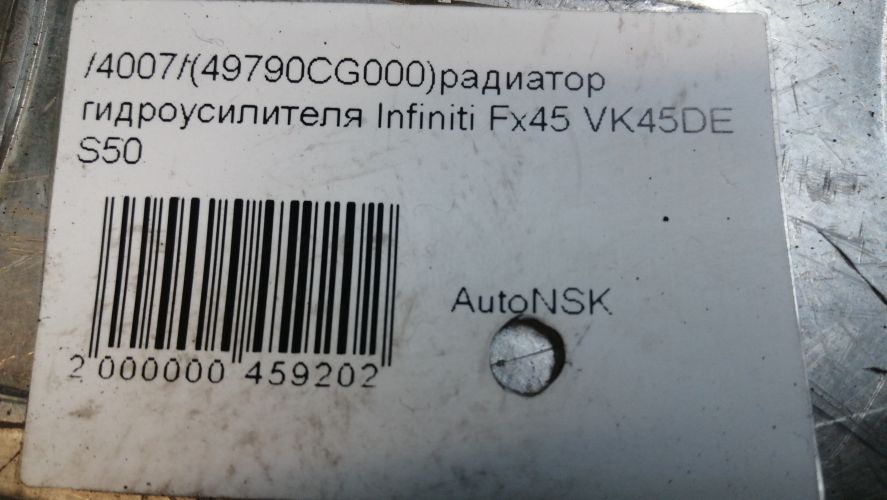 /4007/(49790CG000)радиатор
гидроусилителя Infiniti Fx45 VK45DE
S50
AutoNSK
2 000000 459202